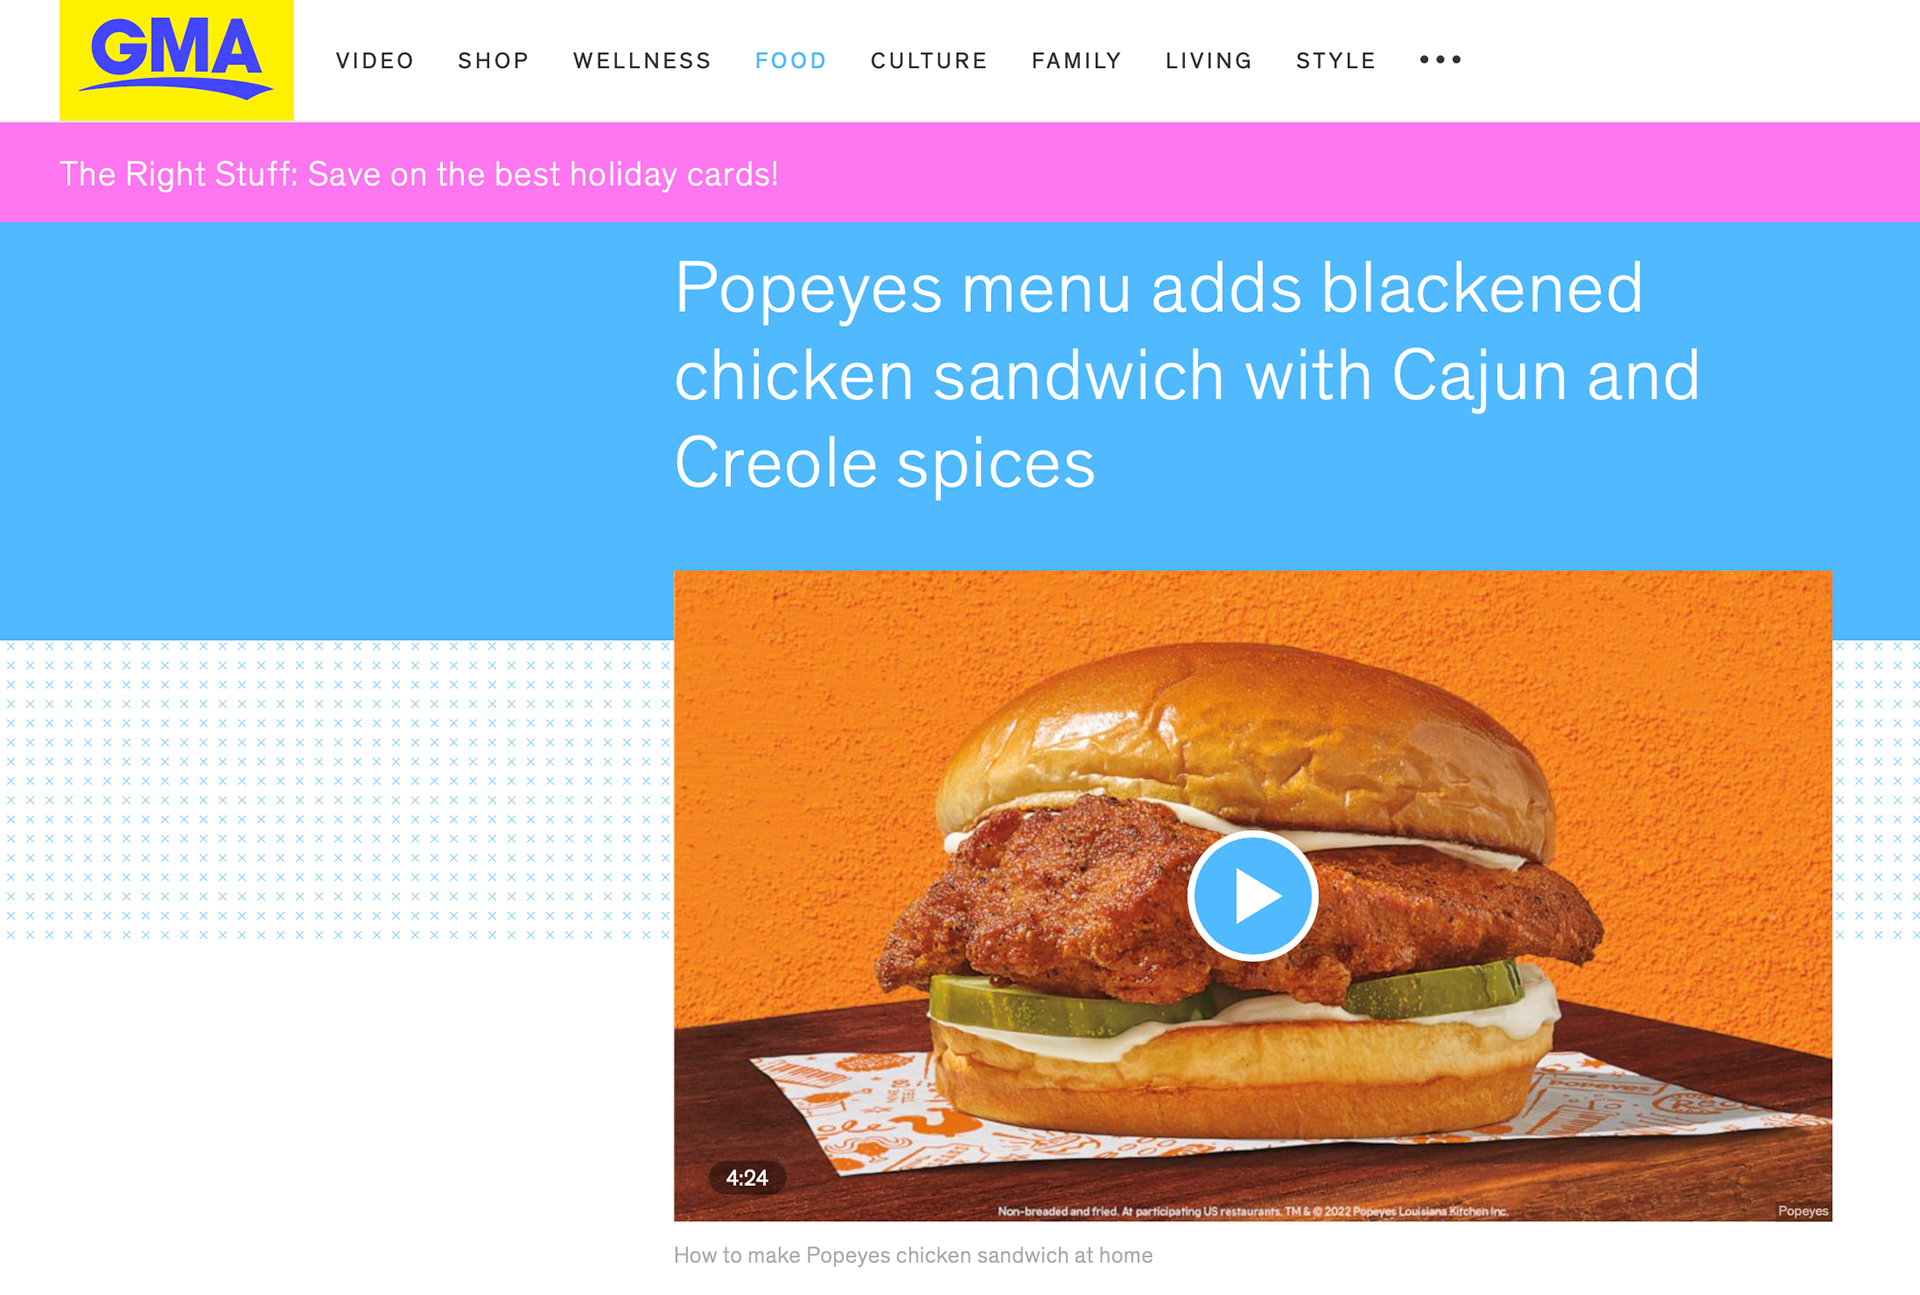 GMA
VIDEO SHOP WELLNESS FOOD CULTURE FAMILY LIVING STYLE
The Right Stuff: Save on the best holiday cards!
Popeyes menu adds blackened
chicken sandwich with Cajun and
Creole spices
POPEYES
4:24
Non-breaded and fried. At participating US restaurants. TM & © 2022 Popeyes Louisiana Kitchen Inc.
Popeyes
How to make Popeyes chicken sandwich at home